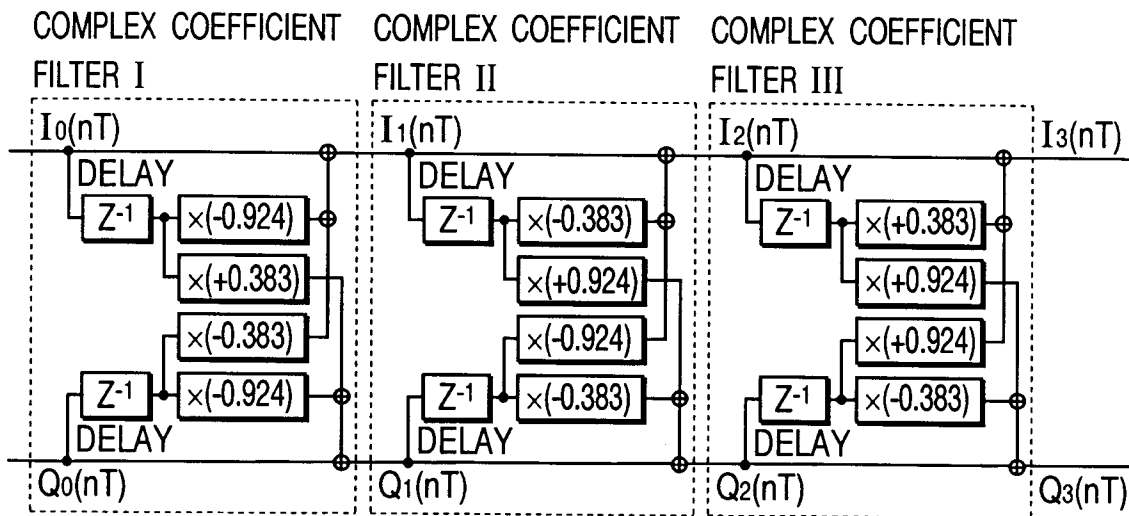 COMPLEX COEFFICIENT FILTER I
COMPLEX COEFFICIENT FILTER II
COMPLEX COEFFICIENT FILTER III
I0(nT)
DELAY
Z-1
×(-0.924)
×(+0.383)
×(-0.383)
Z-1
×(-0.924)
DELAY
Q0(nT)
I1(nT)
DELAY
Z-1
×(-0.383)
×(+0.924)
×(-0.924)
Z-1
×(-0.383)
DELAY
Q1(nT)
I2(nT)
DELAY
Z-1
×(+0.383)
×(+0.924)
×(+0.924)
Z-1
×(-0.383)
DELAY
Q2(nT)
I3(nT)
Q3(nT)